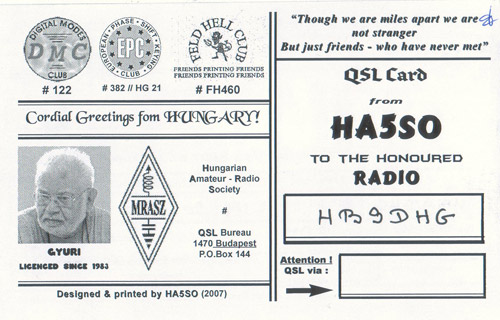 DIGITAL MODES
DMC
CLUB
# 122
EUROPEAN • PHASE • SHIFT • KEYING • CLUB
EPC
# 382 // HG 21
FELD HELL CLUB
FRIENDS PRINTING FRIENDS
FRIENDS PRINTING FRIENDS
# FH460
Cordial Greetings fom HUNGARY!
GYURI
LICENCED SINCE 1983
MRASZ
Hungarian
Amateur - Radio
Society
#
QSL Bureau
1470 Budapest
P.O.Box 144
Designed & printed by HA5SO (2007)
"Though we are miles apart we are
not stranger
But just friends - who have never met"
QSL Card
from
HA5SO
TO THE HONOURED
RADIO
HB9DHG
Attention !
QSL via :